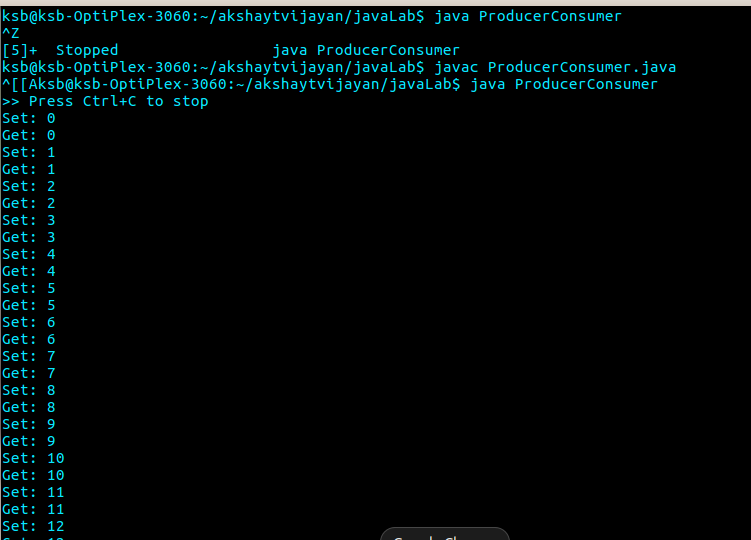 ksb@ksb-OptiPlex-3060:~/akshaytvijayan/javaLab$ java ProducerConsumer
^Z
[5]+  Stopped                 java ProducerConsumer
ksb@ksb-OptiPlex-3060:~/akshaytvijayan/javaLab$ javac ProducerConsumer.java
^[[Aksb@ksb-OptiPlex-3060:~/akshaytvijayan/javaLab$ java ProducerConsumer
>> Press Ctrl+C to stop
Set: 0
Get: 0
Set: 1
Get: 1
Set: 2
Get: 2
Set: 3
Get: 3
Set: 4
Get: 4
Set: 5
Get: 5
Set: 6
Get: 6
Set: 7
Get: 7
Set: 8
Get: 8
Set: 9
Get: 9
Set: 10
Get: 10
Set: 11
Get: 11
Set: 12